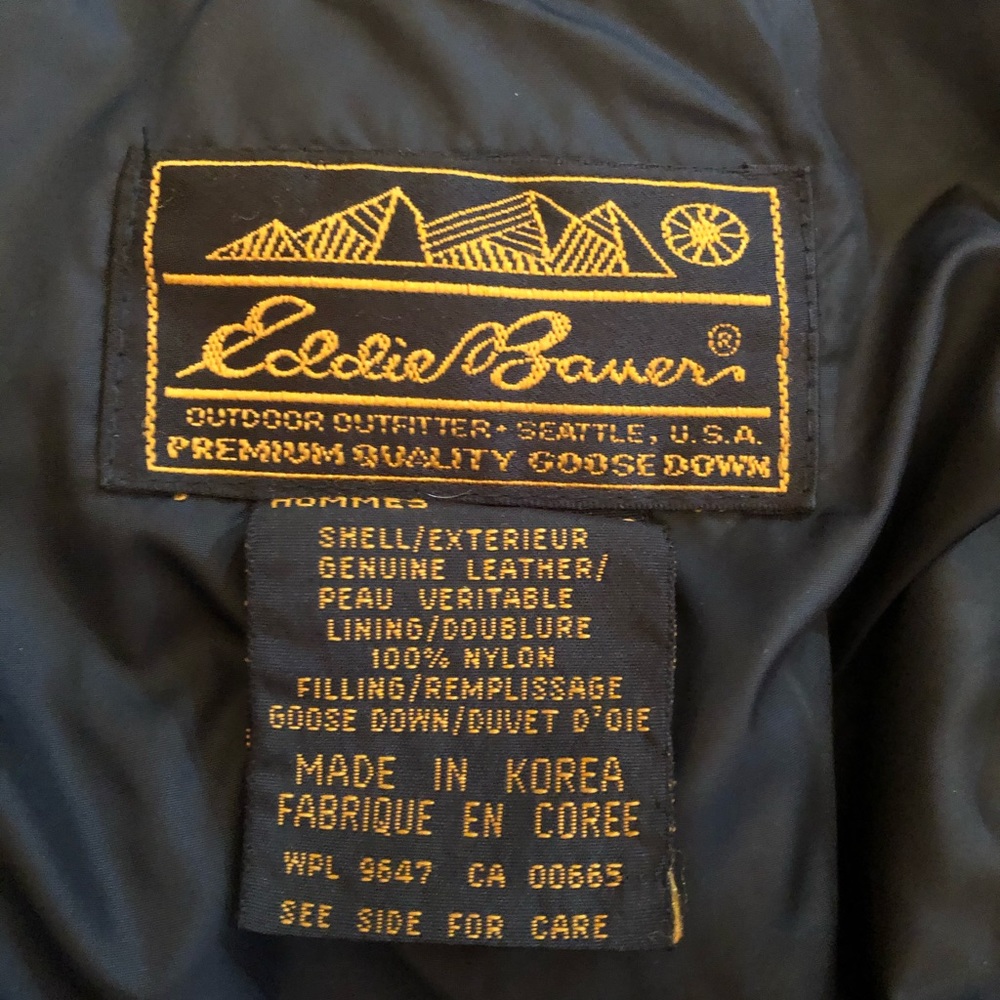 Eddie Bauer®
OUTDOOR OUTFITTER • SEATTLE, U.S.A.
PREMIUM QUALITY GOOSE DOWN
HOMMES
SHELL/EXTERIEUR
GENUINE LEATHER/
PEAU VERITABLE
LINING/DOUBLURE
100% NYLON
FILLING/REMPLISSAGE
GOOSE DOWN/DUVET D'OIE
MADE IN KOREA
FABRIQUE EN COREE
WPL 9647 CA 00665
SEE SIDE FOR CARE